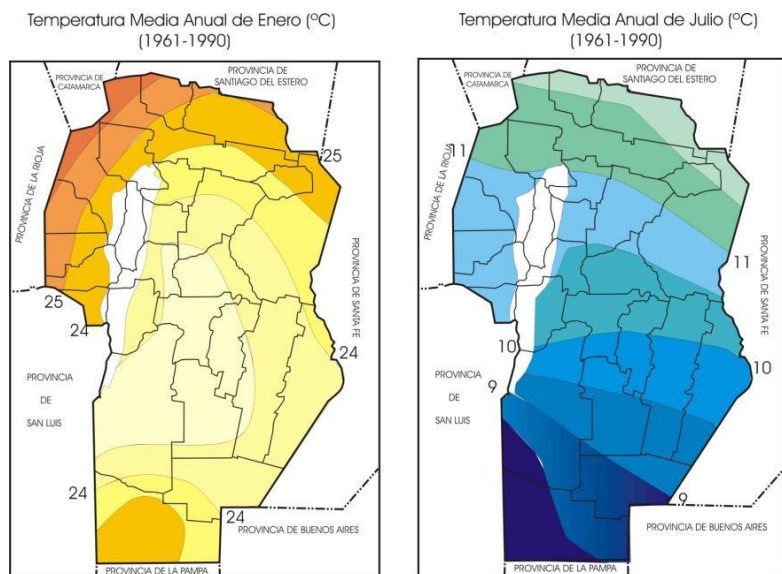 Temperatura Media Anual de Enero (ºC)
(1961-1990)
PROVINCIA DE
CATAMARCA
PROVINCIA DE
SANTIAGO DEL ESTERO
PROVINCIA DE LA RIOJA
25
PROVINCIA DE SANTA FE
25
24
24
PROVINCIA
DE
SAN LUIS
24
24
PROVINCIA DE BUENOS AIRES
PROVINCIA DE LA PAMPA
Temperatura Media Anual de Julio (ºC)
(1961-1990)
PROVINCIA DE
CATAMARCA
PROVINCIA DE
SANTIAGO DEL ESTERO
11
PROVINCIA DE LA RIOJA
PROVINCIA DE SANTA FE
11
10
10
PROVINCIA
DE
SAN LUIS
9
9
PROVINCIA DE BUENOS AIRES
PROVINCIA DE LA PAMPA